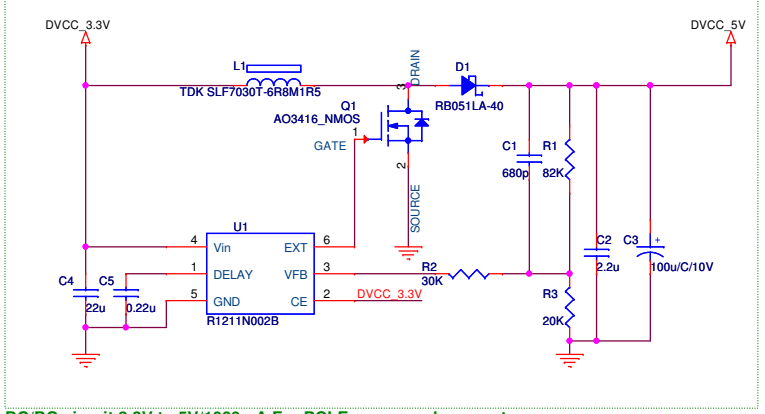 DVCC_3.3V
DVCC_5V
L1
TDK SLF7030T-6R8M1R5
DRAIN
3
D1
RB051LA-40
Q1
AO3416_NMOS
1
GATE
2
SOURCE
C1
680p
R1
82K
U1
4
Vin
EXT
6
1
DELAY
VFB
3
5
GND
CE
2
R1211N002B
DVCC_3.3V
R2
30K
C4
22u
C5
0.22u
C2
2.2u
C3
+
100u/C/10V
R3
20K